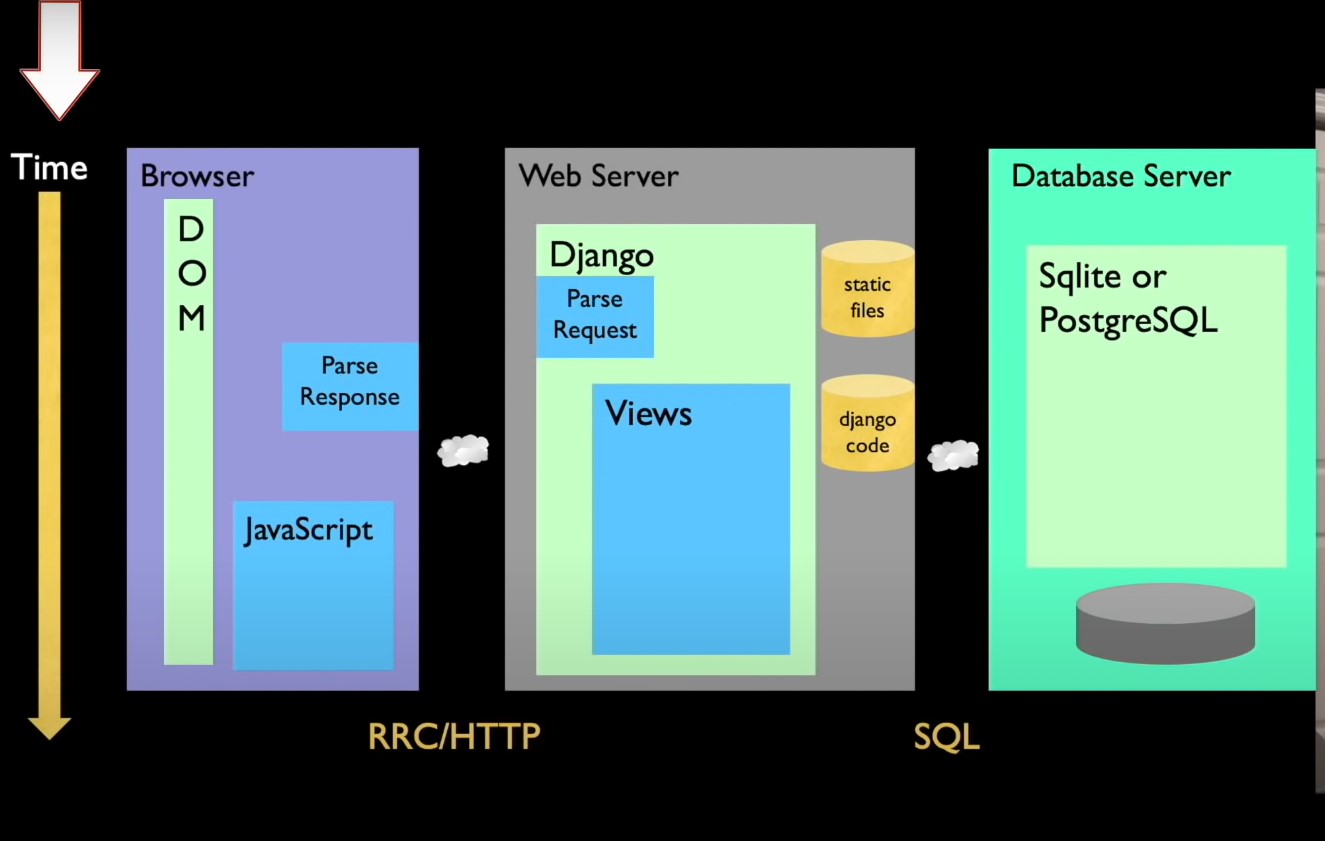 Time
Browser
D
O
M
Parse
Response
JavaScript
RRC/HTTP
Web Server
Django
Parse
Request
Views
static
files
django
code
SQL
Database Server
Sqlite or
PostgreSQL